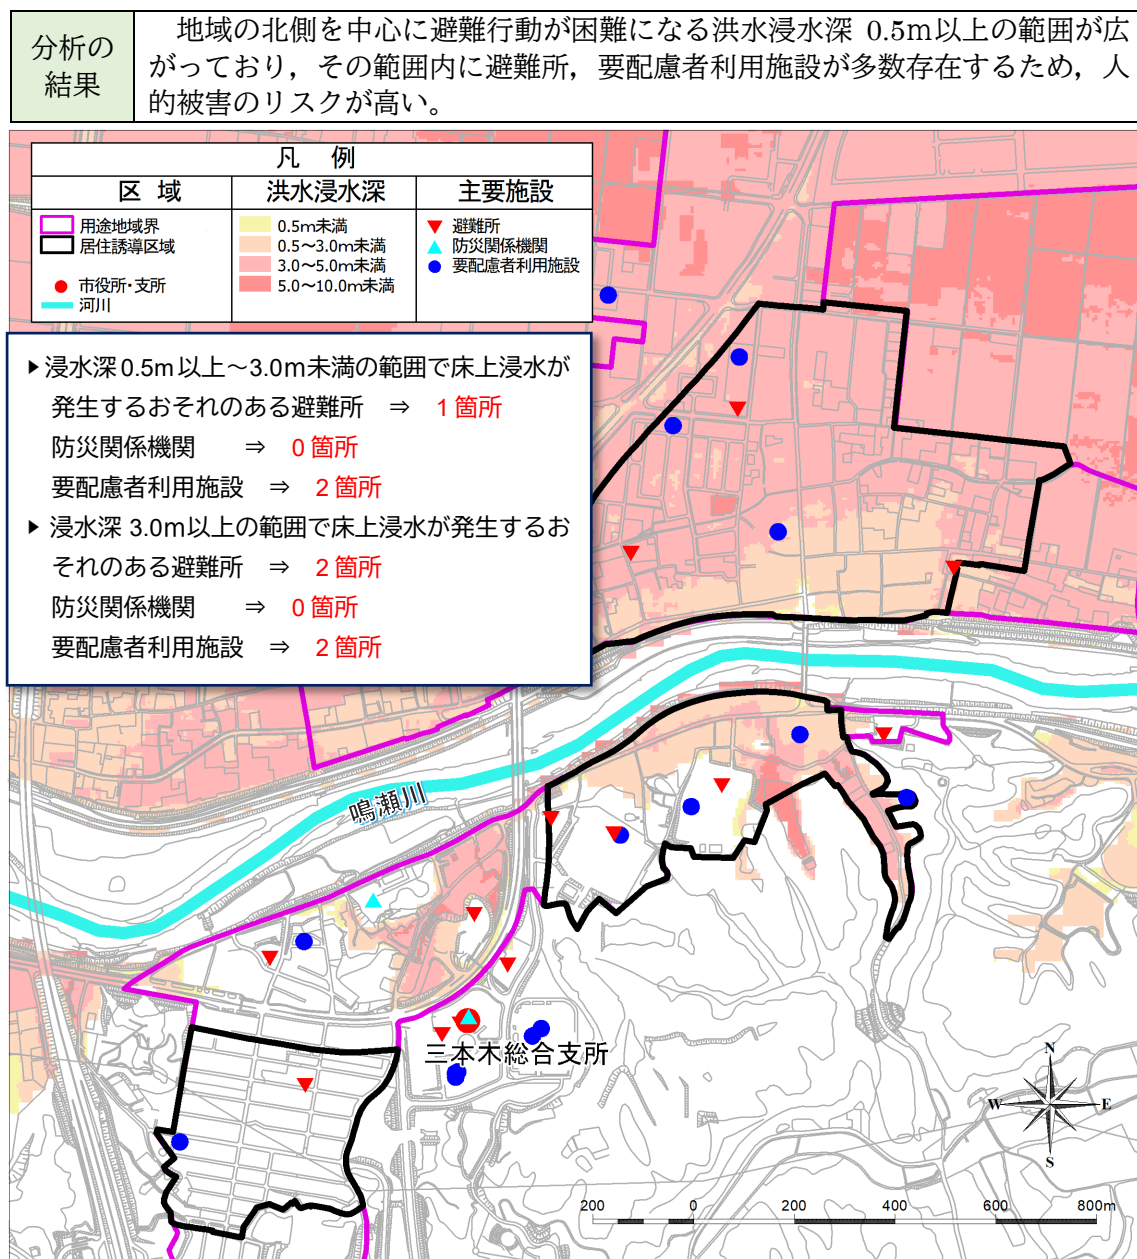 分析の
結果
地域の北側を中心に避難行動が困難になる洪水浸水深 0.5m以上の範囲が広
がっており，その範囲内に避難所，要配慮者利用施設が多数存在するため，人
的被害のリスクが高い。
凡 例
区 域
洪水浸水深
主要施設
用途地域界
居住誘導区域
市役所・支所
河川
0.5m未満
0.5～3.0m未満
3.0～5.0m未満
5.0～10.0m未満
避難所
防災関係機関
要配慮者利用施設
▶浸水深0.5m以上～3.0m未満の範囲で床上浸水が
発生するおそれのある避難所 ⇒ 1箇所
防災関係機関 ⇒ 0箇所
要配慮者利用施設 ⇒ 2箇所
▶ 浸水深 3.0m以上の範囲で床上浸水が発生するお
それのある避難所 ⇒ 2箇所
防災関係機関 ⇒ 0箇所
要配慮者利用施設 ⇒ 2箇所
鳴瀬川
三本木総合支所
N
W E
S
200 0 200 400 600 800m